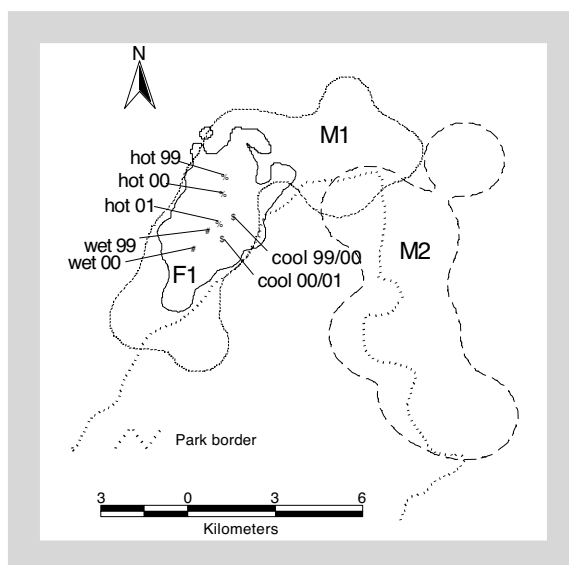 N
M1
hot 99
hot 00
hot 01
wet 99
wet 00
cool 99/00
cool 00/01
F1
M2
Park border
3 0 3 6
Kilometers